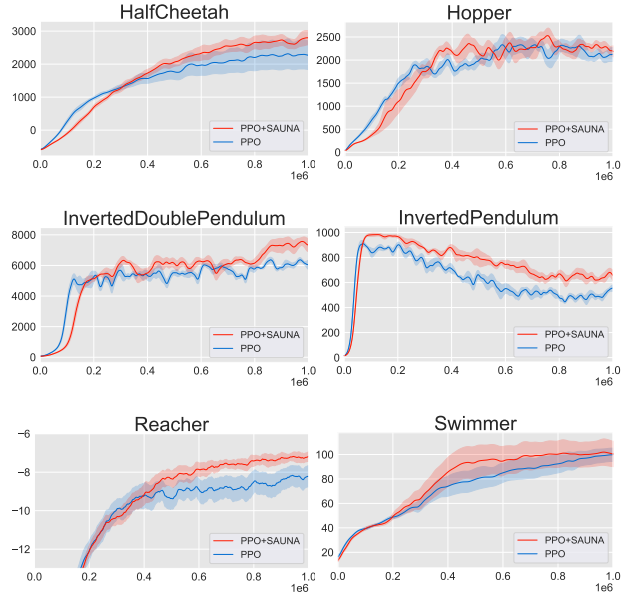 HalfCheetah
3000
2000
1000
0
PPO+SAUNA
PPO
0.0 0.2 0.4 0.6 0.8 1.0
1e6
Hopper
2500
2000
1500
1000
500
0
PPO+SAUNA
PPO
0.0 0.2 0.4 0.6 0.8 1.0
1e6
InvertedDoublePendulum
8000
6000
4000
2000
0
PPO+SAUNA
PPO
0.0 0.2 0.4 0.6 0.8 1.0
1e6
InvertedPendulum
1000
800
600
400
200
0
PPO+SAUNA
PPO
0.0 0.2 0.4 0.6 0.8 1.0
1e6
Reacher
−6
−8
−10
−12
PPO+SAUNA
PPO
0.0 0.2 0.4 0.6 0.8 1.0
1e6
Swimmer
100
80
60
40
20
PPO+SAUNA
PPO
0.0 0.2 0.4 0.6 0.8 1.0
1e6